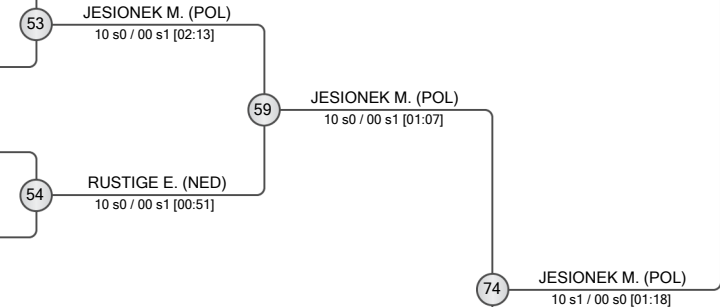 53
JESIONEK M. (POL)
10 s0 / 00 s1 [02:13]
59
JESIONEK M. (POL)
10 s0 / 00 s1 [01:07]
54
RUSTIGE E. (NED)
10 s0 / 00 s1 [00:51]
74
JESIONEK M. (POL)
10 s1 / 00 s0 [01:18]